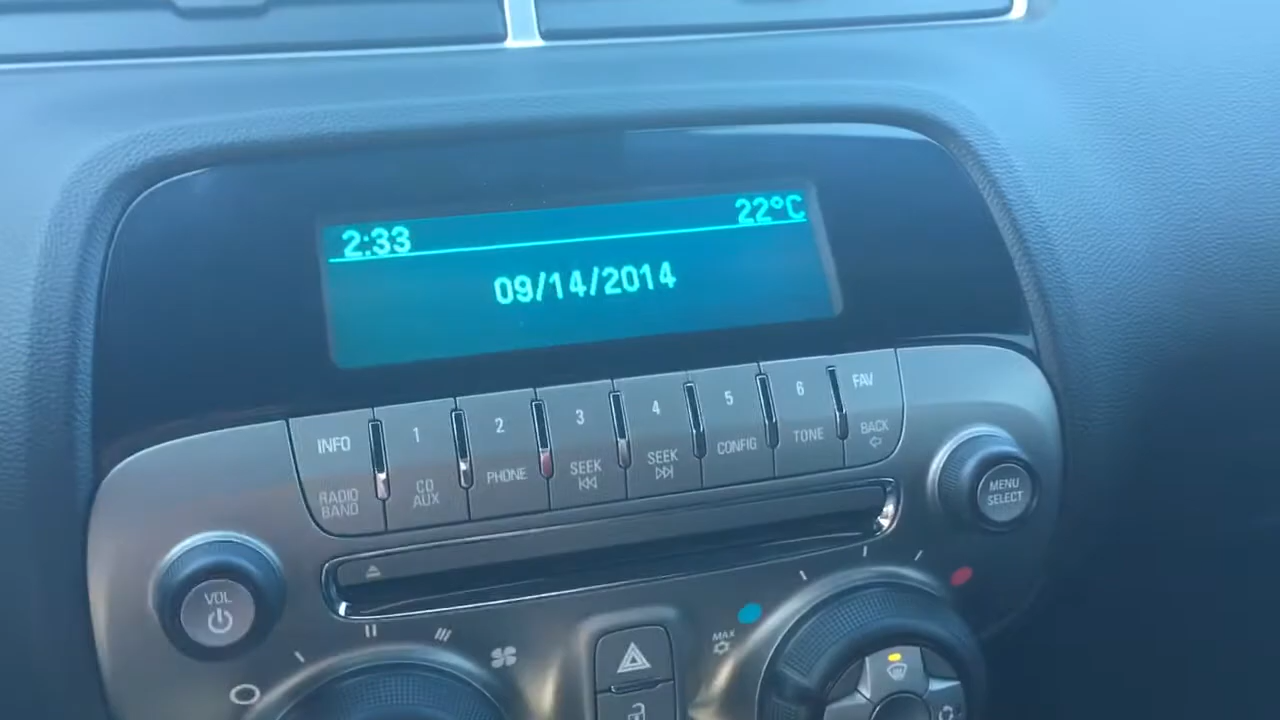 2:33 22°C
09/14/2014
INFO 1 2 3 4 5 6 FAV
RADIO BAND CD AUX PHONE SEEK SEEK CONFIG TONE BACK
MENU SELECT
VOL
MAX